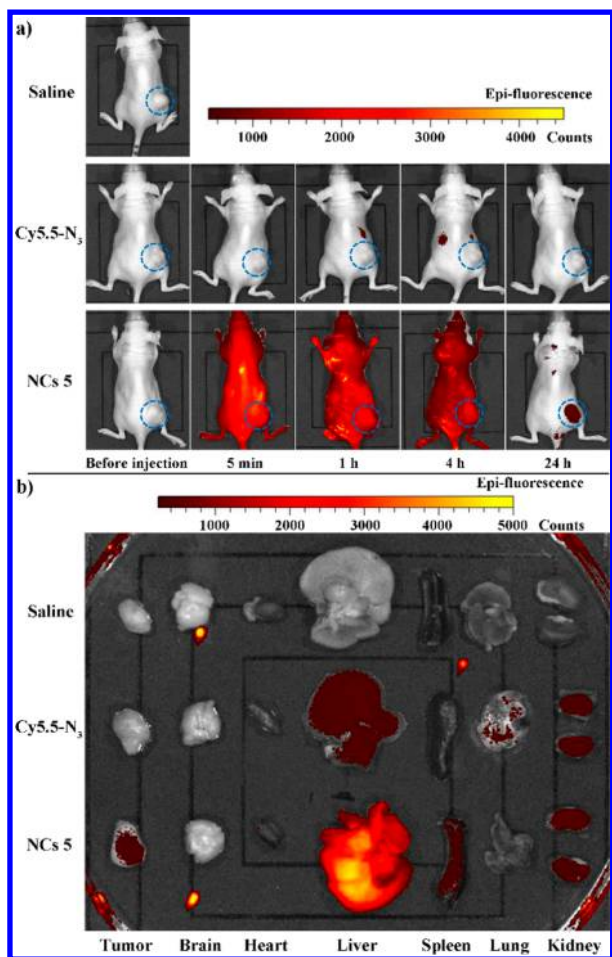 a)
Saline
Epi-fluorescence
1000 2000 3000 4000
Counts
Cy5.5-N3
NCs 5
Before injection 5 min 1 h 4 h 24 h
b)
Epi-fluorescence
1000 2000 3000 4000 5000
Counts
Saline
Cy5.5-N3
NCs 5
Tumor Brain Heart Liver Spleen Lung Kidney